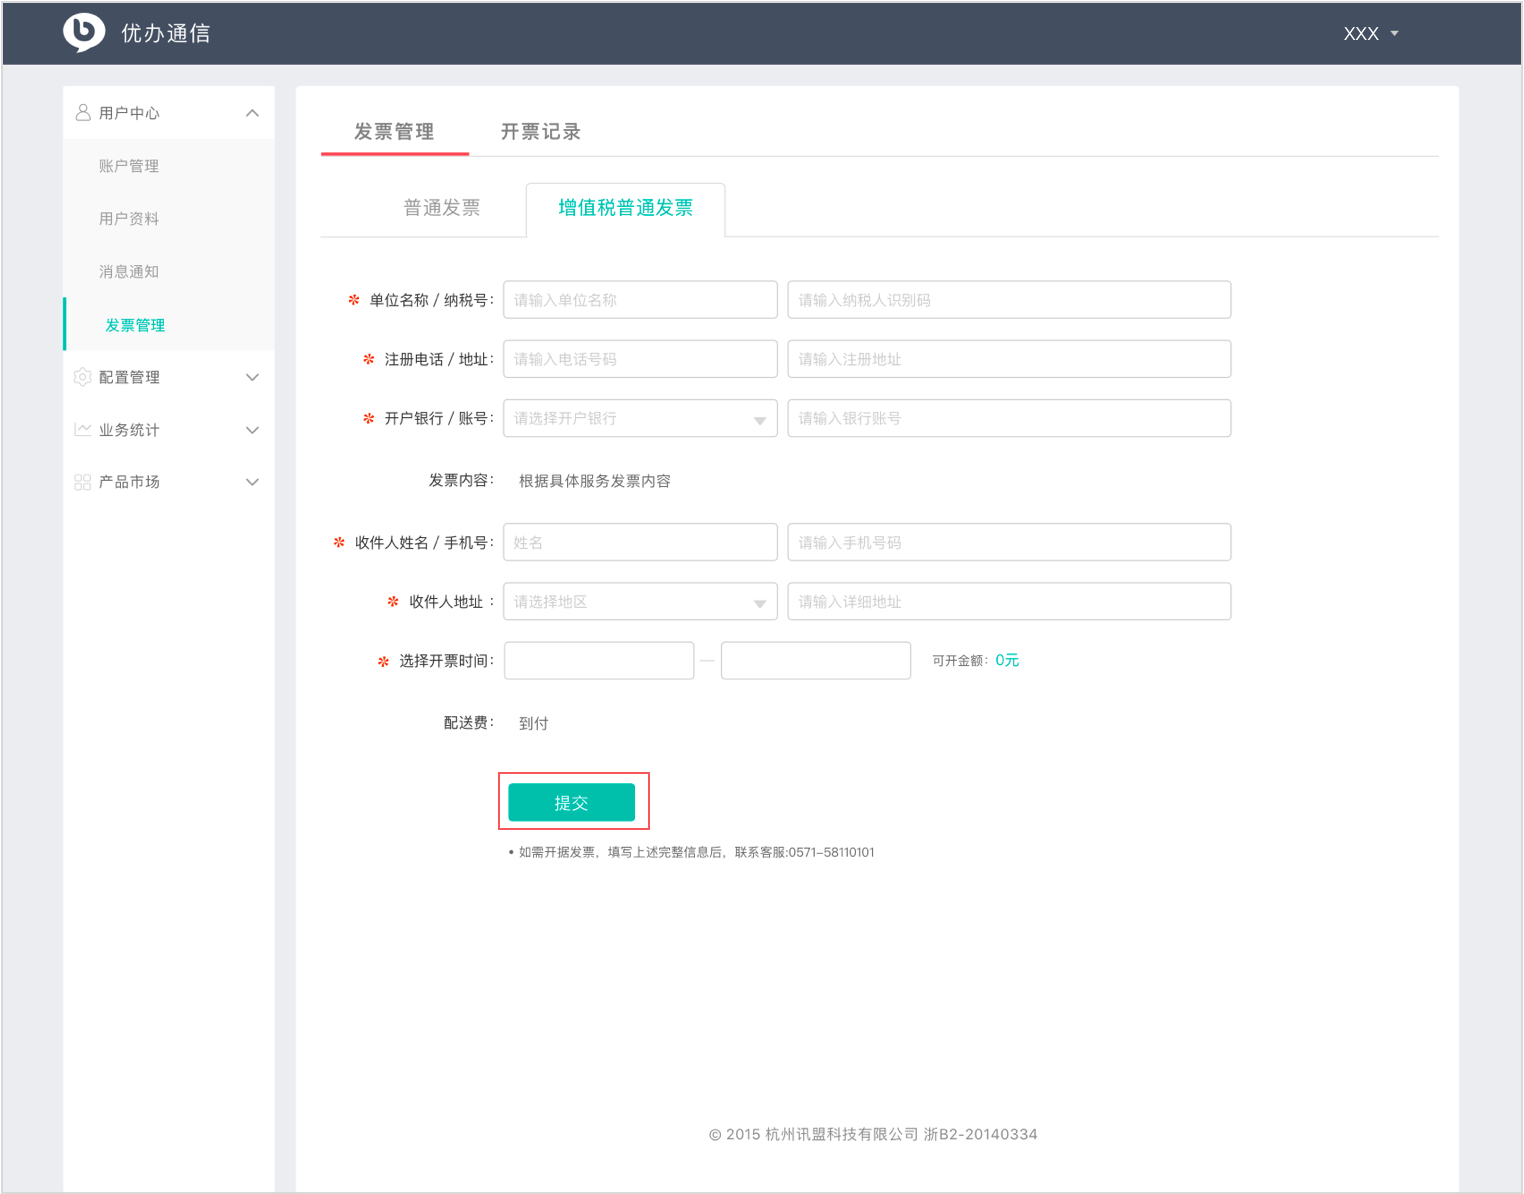 优办通信
XXX
用户中心
账户管理
用户资料
消息通知
发票管理
配置管理
业务统计
产品市场
发票管理 开票记录
普通发票 增值税普通发票
* 单位名称 / 纳税号: 请输入单位名称 请输入纳税人识别码
* 注册电话 / 地址: 请输入电话号码 请输入注册地址
* 开户银行 / 账号: 请选择开户银行 请输入银行账号
发票内容: 根据具体服务发票内容
* 收件人姓名 / 手机号: 姓名 请输入手机号码
* 收件人地址 : 请选择地区 请输入详细地址
* 选择开票时间: — 可开金额: 0元
配送费: 到付
提交
• 如需开据发票，填写上述完整信息后，联系客服:0571-58110101
© 2015 杭州讯盟科技有限公司 浙B2-20140334